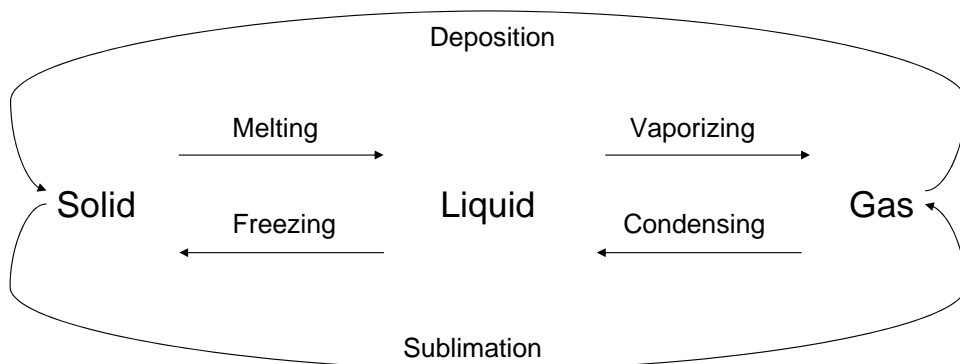 Deposition
Melting
Vaporizing
Solid
Liquid
Gas
Freezing
Condensing
Sublimation